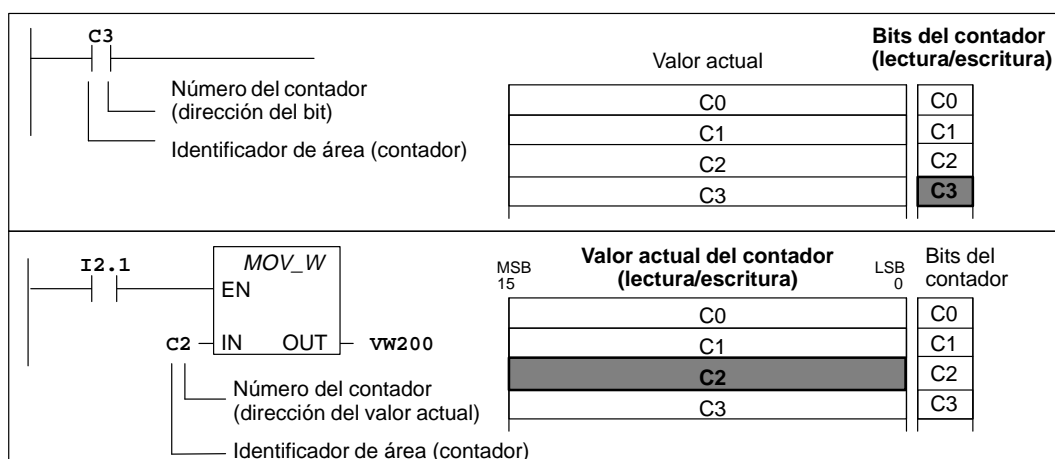 C3
Número del contador
(dirección del bit)
Identificador de área (contador)
Valor actual
Bits del contador
(lectura/escritura)
C0
C0
C1
C1
C2
C2
C3
C3
I2.1
MOV_W
EN
C2
IN
OUT
VW200
Número del contador
(dirección del valor actual)
Identificador de área (contador)
MSB
15
Valor actual del contador
(lectura/escritura)
LSB
0
Bits del
contador
C0
C0
C1
C1
C2
C2
C3
C3